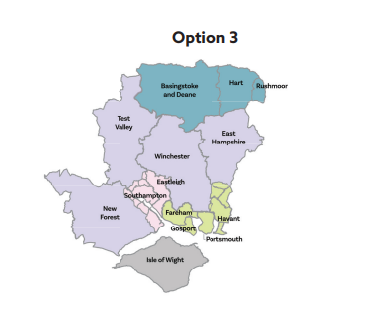 Option 3
Basingstoke
and Deane
Hart
Rushmoor
Test
Valley
East
Hampshire
Winchester
Eastleigh
Southampton
New
Forest
Fareham
Havant
Gosport
Portsmouth
Isle of Wight